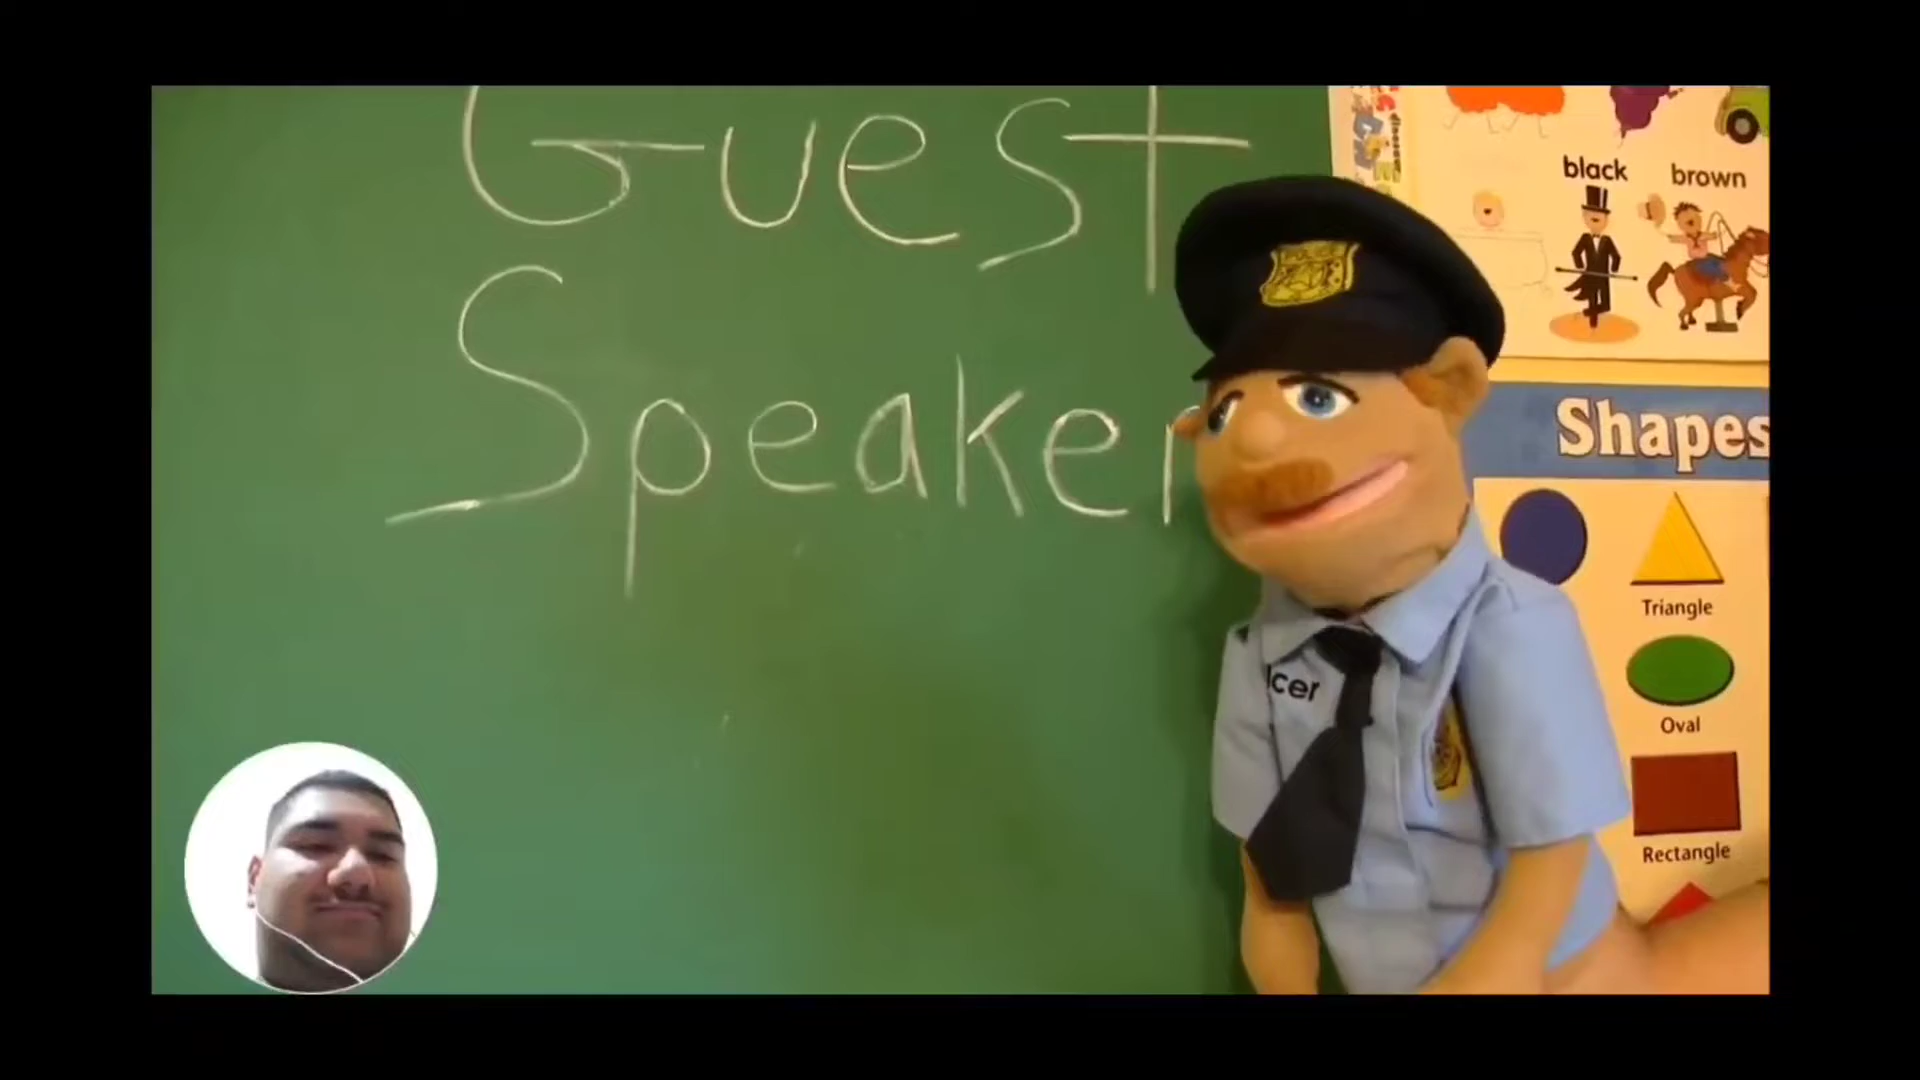 Guest
Speaker
black brown
Shapes
Triangle
Oval
Rectangle
icer